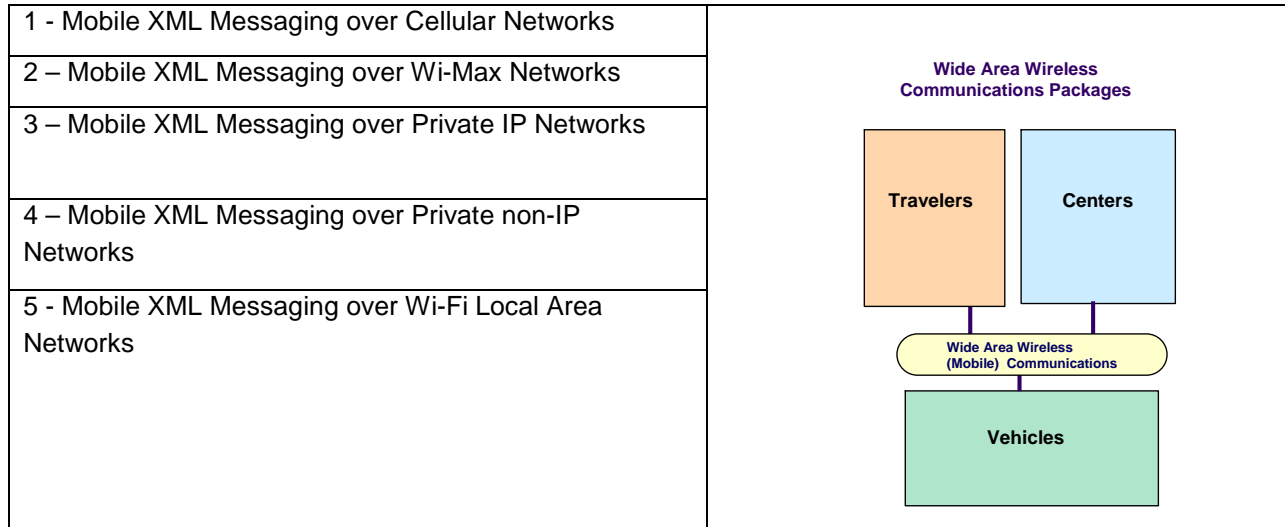 1 - Mobile XML Messaging over Cellular Networks
2 – Mobile XML Messaging over Wi-Max Networks
3 – Mobile XML Messaging over Private IP Networks
4 – Mobile XML Messaging over Private non-IP
Networks
5 - Mobile XML Messaging over Wi-Fi Local Area
Networks
Wide Area Wireless
Communications Packages
Travelers
Centers
Wide Area Wireless
(Mobile) Communications
Vehicles